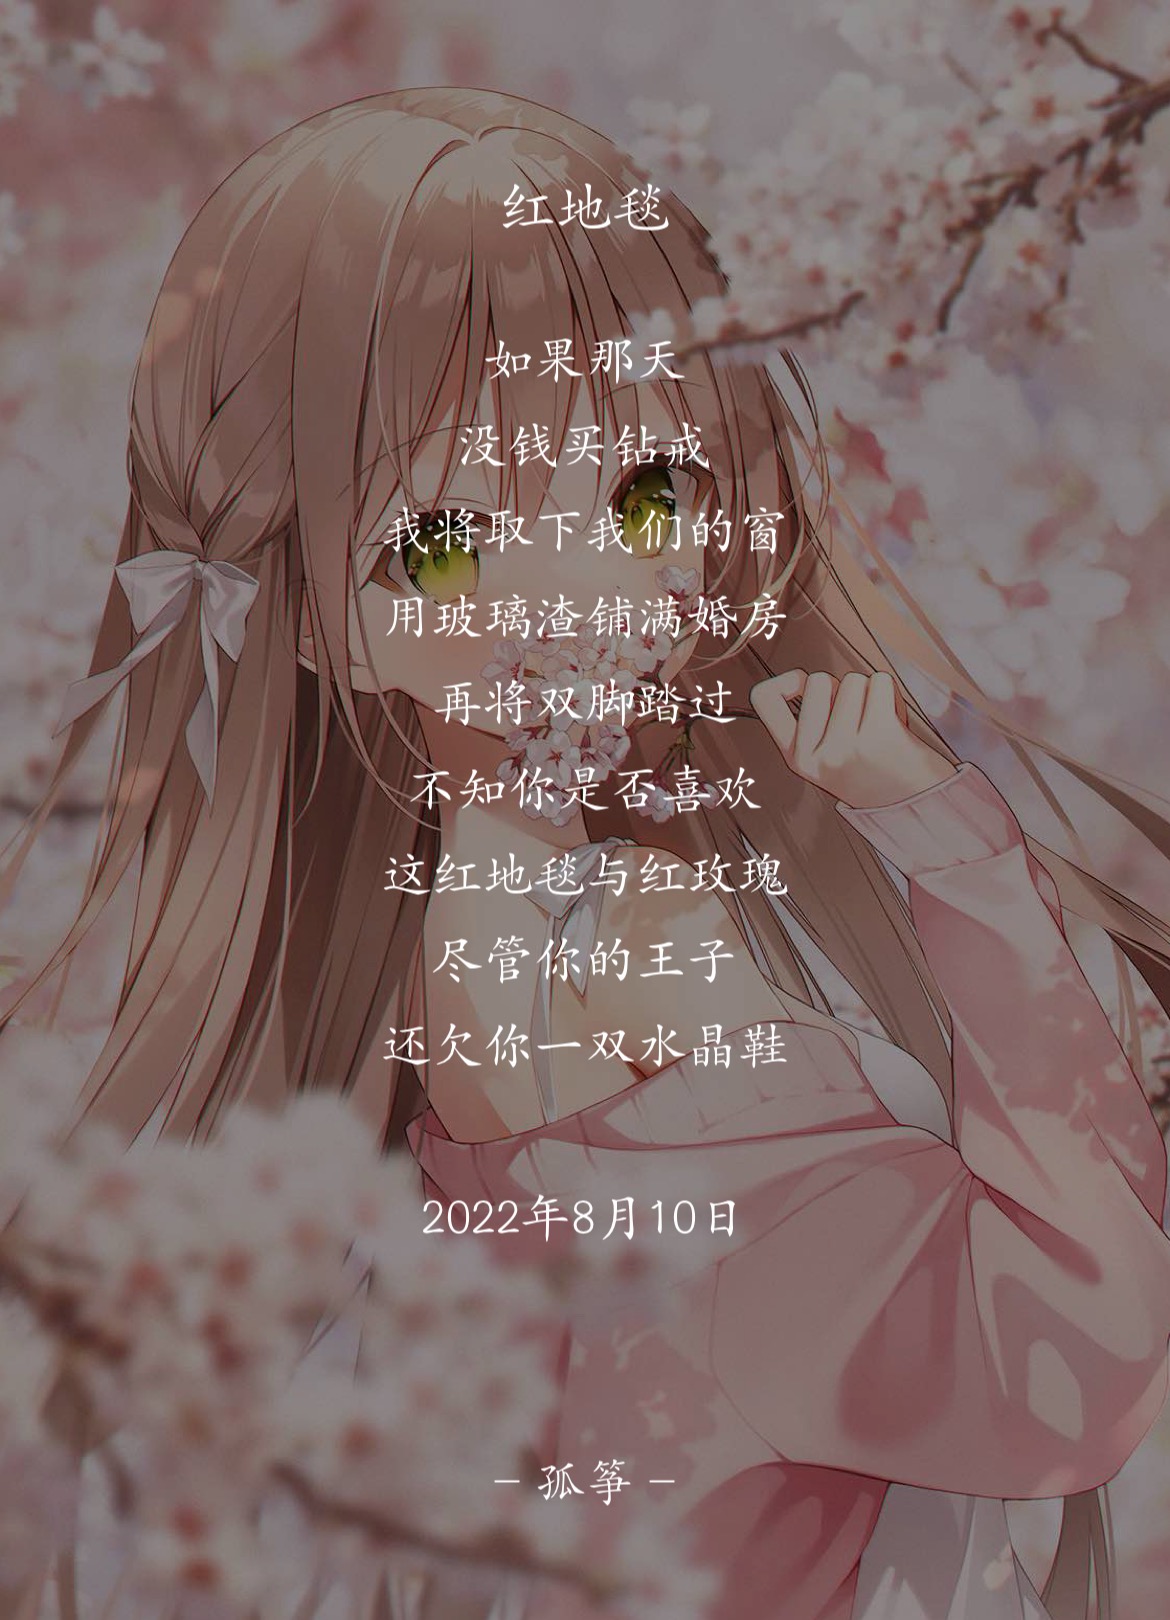 红地毯
如果那天
没钱买钻戒
我将取下我们的窗
用玻璃渣铺满婚房
再将双脚踏过
不知你是否喜欢
这红地毯与红玫瑰
尽管你的王子
还欠你一双水晶鞋
2022年8月10日
– 孤筝 –